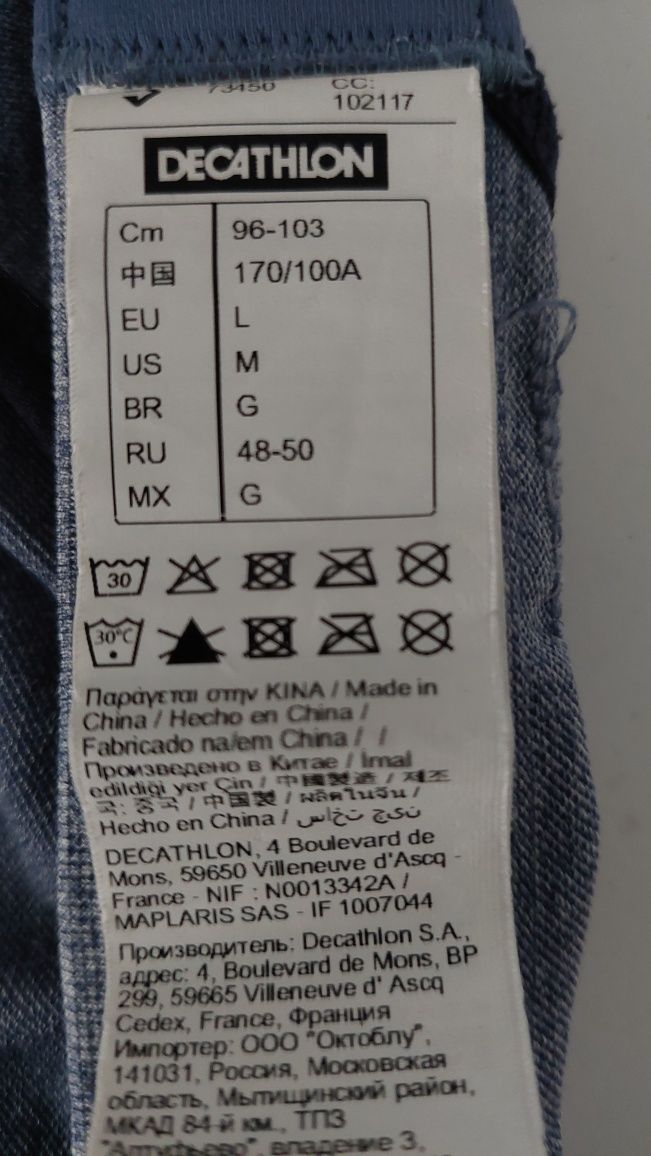 73450 CC:
102117
DECATHLON
Cm 96-103
中国 170/100A
EU L
US M
BR G
RU 48-50
MX G
30
30°C
Παράγεται στην ΚΙΝΑ / Made in
China / Hecho en China /
Fabricado na/em China / /
Произведено в Китае / İmal
edildiği yer Çin / 中國製造 / 제조
국: 중국 / 中国製 / ผลิตในจีน /
Hecho en China / ساخت چین
DECATHLON, 4 Boulevard de
Mons, 59650 Villeneuve d'Ascq -
France - NIF : N0013342A /
MAPLARIS SAS - IF 1007044
Производитель: Decathlon S.A.,
адрес: 4, Boulevard de Mons, BP
299, 59665 Villeneuve d' Ascq
Cedex, France, Франция
Импортер: ООО "Октоблу",
141031, Россия, Московская
область, Мытищинский район,
МКАД 84-й км., ТПЗ
"Алтуфьево", владение 3,